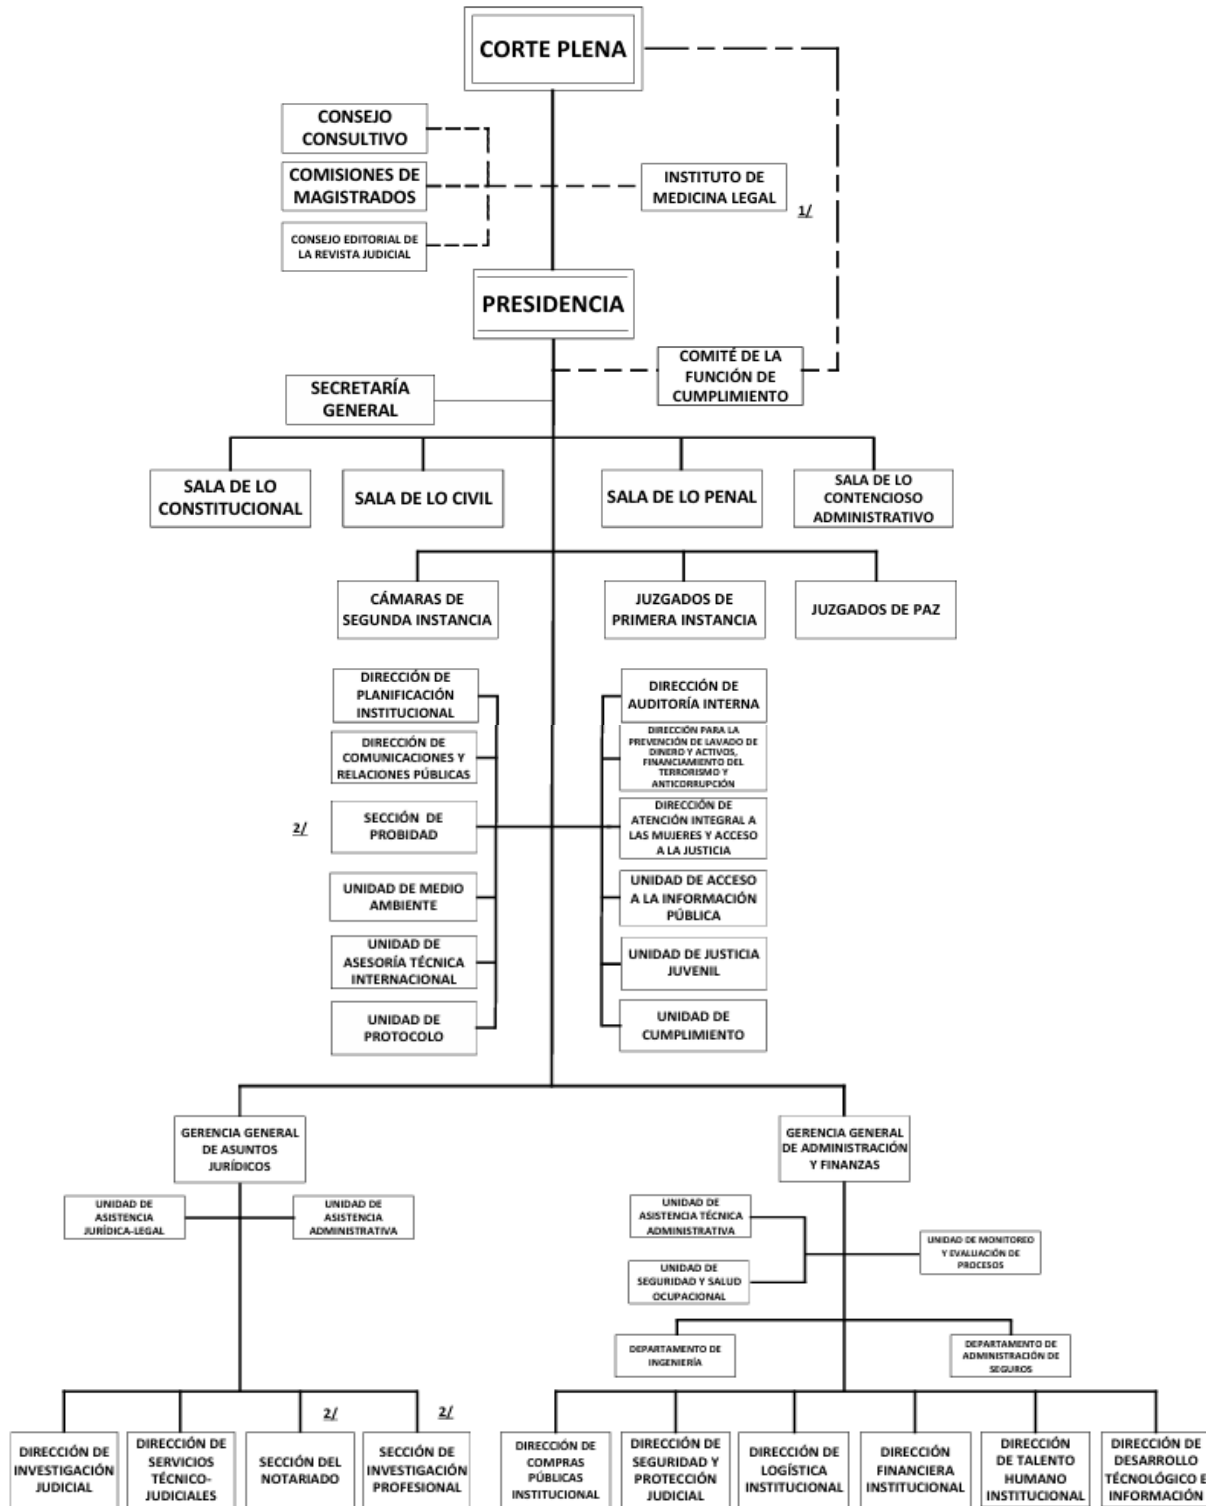 CORTE PLENA
CONSEJO
CONSULTIVO
COMISIONES DE
MAGISTRADOS
INSTITUTO DE
MEDICINA LEGAL
1/
CONSEJO EDITORIAL DE
LA REVISTA JUDICIAL
PRESIDENCIA
COMITÉ DE LA
FUNCIÓN DE
CUMPLIMIENTO
SECRETARÍA
GENERAL
SALA DE LO
CONSTITUCIONAL
SALA DE LO CIVIL
SALA DE LO PENAL
SALA DE LO
CONTENCIOSO
ADMINISTRATIVO
CÁMARAS DE
SEGUNDA INSTANCIA
JUZGADOS DE
PRIMERA INSTANCIA
JUZGADOS DE PAZ
DIRECCIÓN DE
PLANIFICACIÓN
INSTITUCIONAL
DIRECCIÓN DE
AUDITORÍA INTERNA
DIRECCIÓN DE
COMUNICACIONES Y
RELACIONES PÚBLICAS
DIRECCIÓN PARA LA
PREVENCIÓN DE LAVADO DE
DINERO Y ACTIVOS,
FINANCIAMIENTO DEL
TERRORISMO Y
ANTICORRUPCIÓN
2/
SECCIÓN DE
PROBIDAD
DIRECCIÓN DE
ATENCIÓN INTEGRAL A
LAS MUJERES Y ACCESO
A LA JUSTICIA
UNIDAD DE MEDIO
AMBIENTE
UNIDAD DE ACCESO
A LA INFORMACIÓN
PÚBLICA
UNIDAD DE
ASESORÍA TÉCNICA
INTERNACIONAL
UNIDAD DE JUSTICIA
JUVENIL
UNIDAD DE
PROTOCOLO
UNIDAD DE
CUMPLIMIENTO
GERENCIA GENERAL
DE ASUNTOS
JURÍDICOS
GERENCIA GENERAL
DE ADMINISTRACIÓN
Y FINANZAS
UNIDAD DE
ASISTENCIA
JURÍDICA-LEGAL
UNIDAD DE
ASISTENCIA
ADMINISTRATIVA
UNIDAD DE
ASISTENCIA TÉCNICA
ADMINISTRATIVA
UNIDAD DE MONITOREO
Y EVALUACIÓN DE
PROCESOS
UNIDAD DE
SEGURIDAD Y SALUD
OCUPACIONAL
DEPARTAMENTO DE
INGENIERÍA
DEPARTAMENTO DE
ADMINISTRACIÓN DE
SEGUROS
2/
2/
DIRECCIÓN DE
INVESTIGACIÓN
JUDICIAL
DIRECCIÓN DE
SERVICIOS
TÉCNICO-
JUDICIALES
SECCIÓN DEL
NOTARIADO
SECCIÓN DE
INVESTIGACIÓN
PROFESIONAL
DIRECCIÓN DE
COMPRAS
PÚBLICAS
INSTITUCIONAL
DIRECCIÓN DE
SEGURIDAD Y
PROTECCIÓN
JUDICIAL
DIRECCIÓN DE
LOGÍSTICA
INSTITUCIONAL
DIRECCIÓN
FINANCIERA
INSTITUCIONAL
DIRECCIÓN
DE TALENTO
HUMANO
INSTITUCIONAL
DIRECCIÓN DE
DESARROLLO
TÉCNOLÓGICO E
INFORMACIÓN